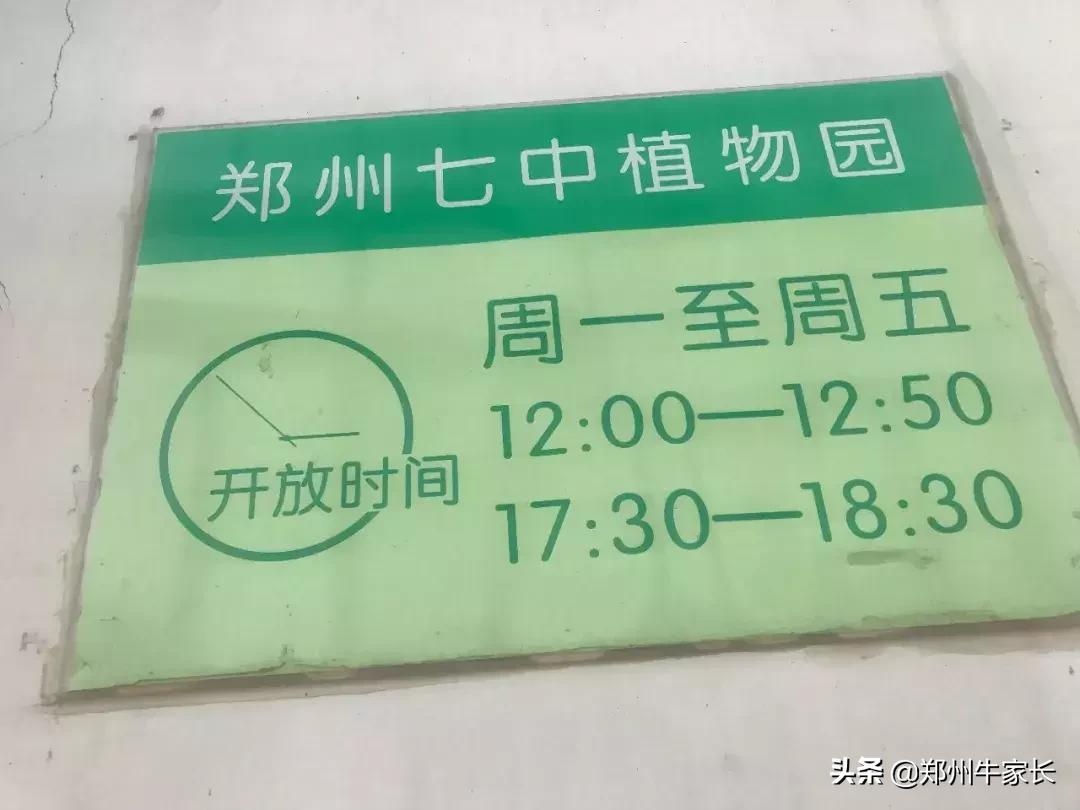 郑州七中植物园
周一至周五
12:00—12:50
17:30—18:30
开放时间
头条 @郑州牛家长